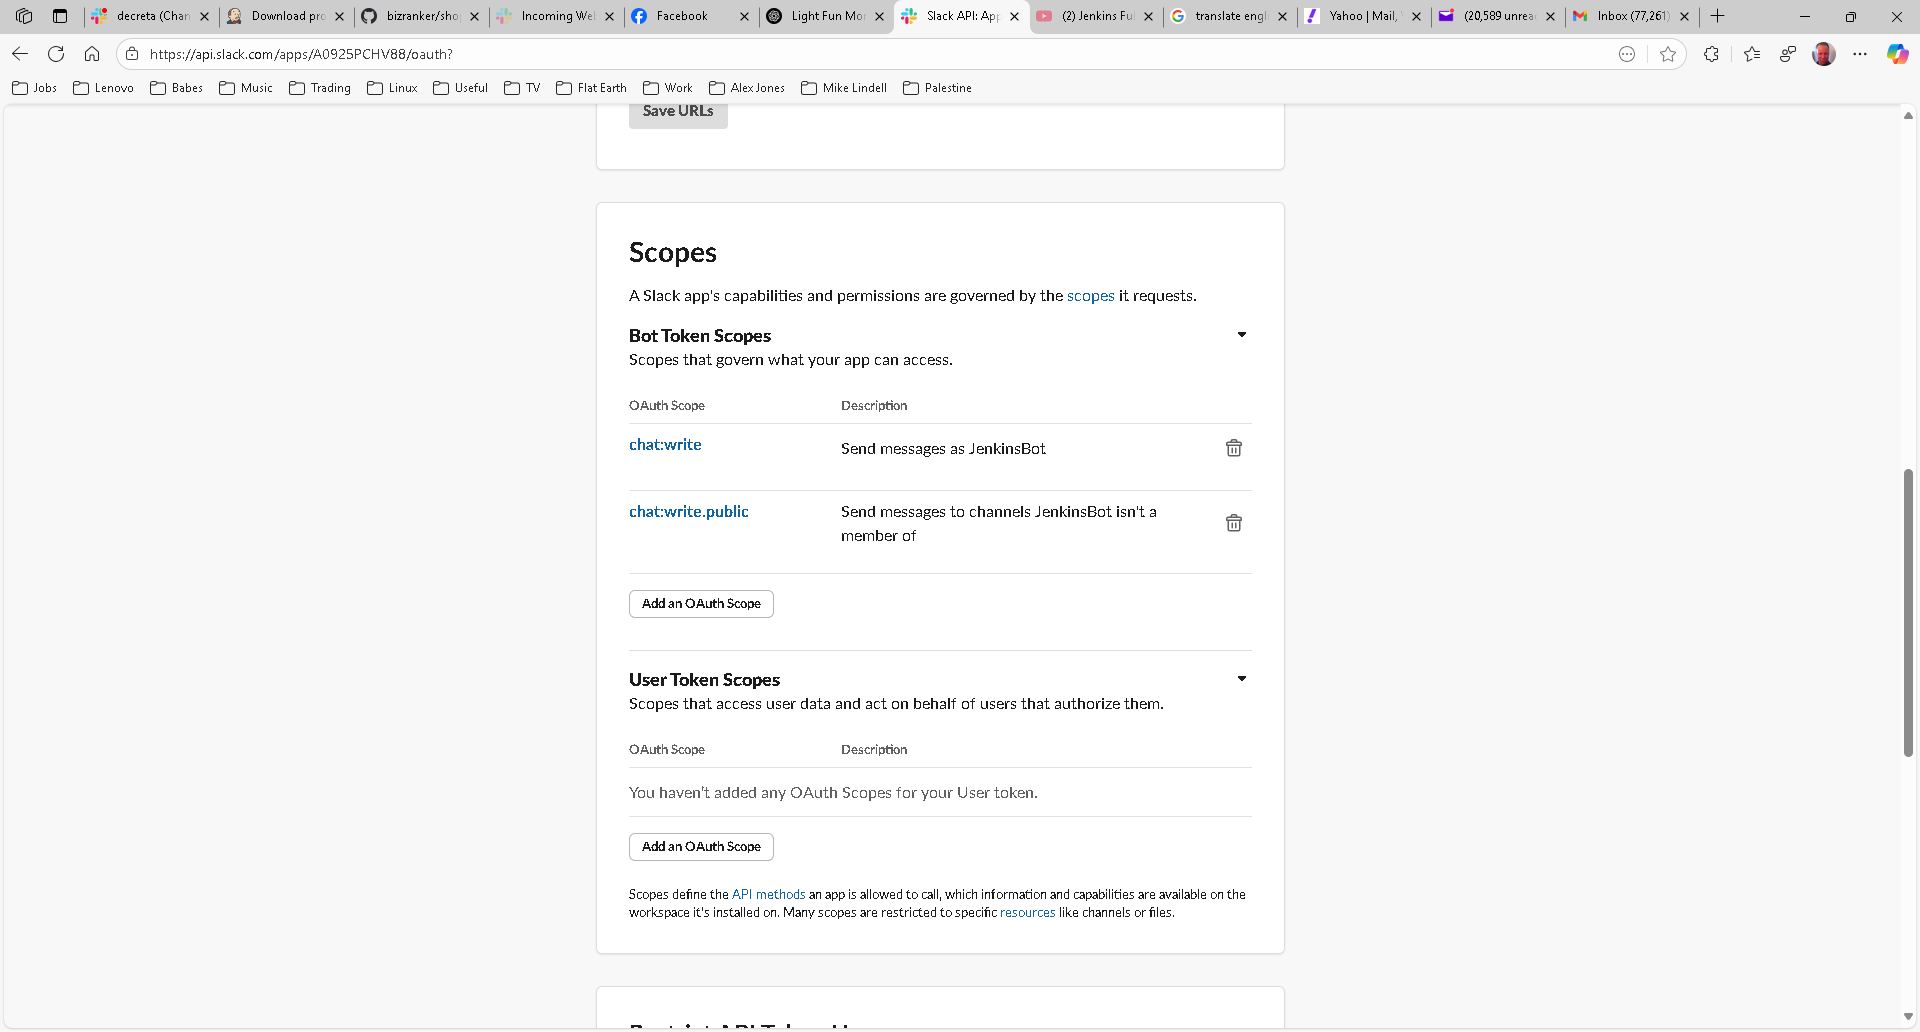 decreta (Chan
Download pro
bizranker/shop
Incoming Web
Facebook
Light Fun Mor
Slack API: App
(2) Jenkins Ful
translate engli
Yahoo | Mail,
(20,589 unrea
Inbox (77,261)
https://api.slack.com/apps/A0925PCHV88/oauth?
Jobs
Lenovo
Babes
Music
Trading
Linux
Useful
TV
Flat Earth
Work
Alex Jones
Mike Lindell
Palestine
Save URLs
Scopes
A Slack app's capabilities and permissions are governed by the scopes it requests.
Bot Token Scopes
Scopes that govern what your app can access.
OAuth Scope Description
chat:write Send messages as JenkinsBot
chat:write.public Send messages to channels JenkinsBot isn't a
member of
Add an OAuth Scope
User Token Scopes
Scopes that access user data and act on behalf of users that authorize them.
OAuth Scope Description
You haven't added any OAuth Scopes for your User token.
Add an OAuth Scope
Scopes define the API methods an app is allowed to call, which information and capabilities are available on the
workspace it's installed on. Many scopes are restricted to specific resources like channels or files.